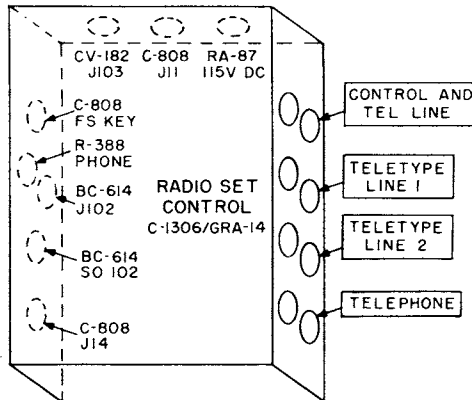 CV-182 C-808 RA-87
J103 J11 115V DC
C-808
FS KEY
R-388
PHONE
BC-614
J102
BC-614
SO 102
C-808
J14
RADIO SET
CONTROL
C-1306/GRA-14
CONTROL AND
TEL LINE
TELETYPE
LINE 1
TELETYPE
LINE 2
TELEPHONE